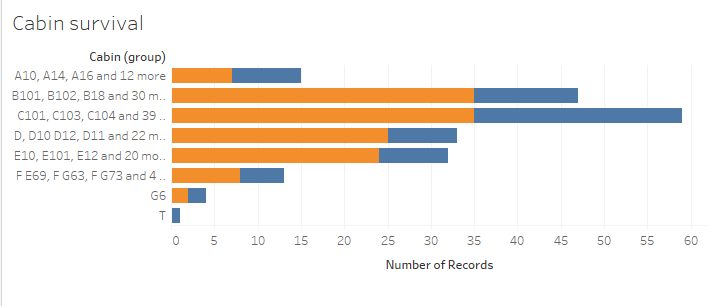 Cabin survival
Cabin (group)
A10, A14, A16 and 12 more
B101, B102, B18 and 30 m..
C101, C103, C104 and 39 ..
D, D10 D12, D11 and 22 m..
E10, E101, E12 and 20 mo..
F E69, F G63, F G73 and 4 ..
G6
T
0 5 10 15 20 25 30 35 40 45 50 55 60
Number of Records